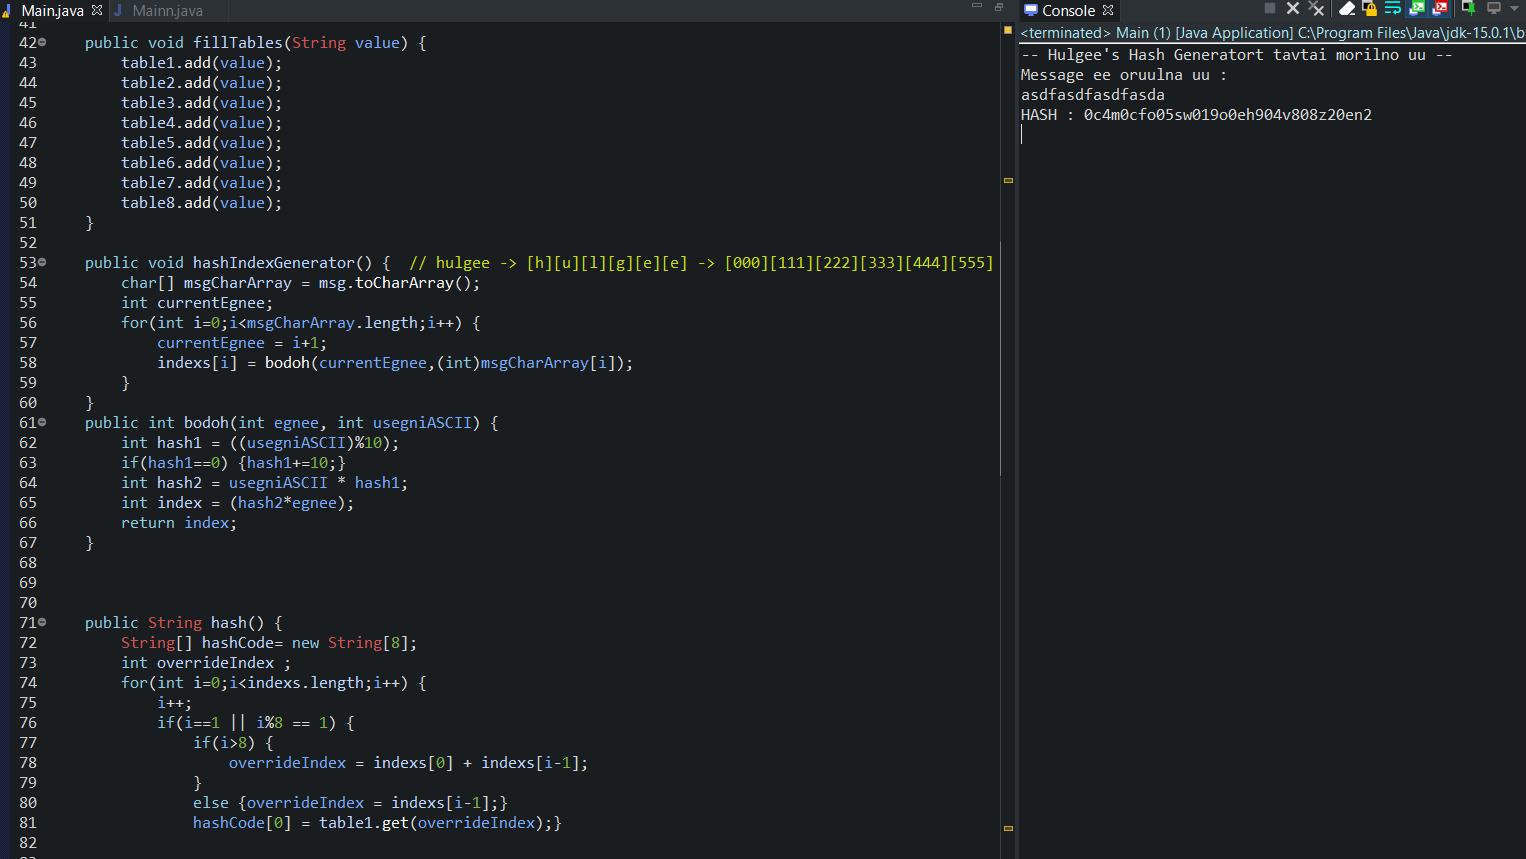 Main.java
Mainn.java
41
42 public void fillTables(String value) {
43 table1.add(value);
44 table2.add(value);
45 table3.add(value);
46 table4.add(value);
47 table5.add(value);
48 table6.add(value);
49 table7.add(value);
50 table8.add(value);
51 }
52
53 public void hashIndexGenerator() { // hulgee -> [h][u][l][g][e][e] -> [000][111][222][333][444][555]
54 char[] msgCharArray = msg.toCharArray();
55 int currentEgnee;
56 for(int i=0;i<msgCharArray.length;i++) {
57 currentEgnee = i+1;
58 indexs[i] = bodoh(currentEgnee,(int)msgCharArray[i]);
59 }
60 }
61 public int bodoh(int egnee, int usegniASCII) {
62 int hash1 = ((usegniASCII)%10);
63 if(hash1==0) {hash1+=10;}
64 int hash2 = usegniASCII * hash1;
65 int index = (hash2*egnee);
66 return index;
67 }
68
69
70
71 public String hash() {
72 String[] hashCode= new String[8];
73 int overrideIndex ;
74 for(int i=0;i<indexs.length;i++) {
75 i++;
76 if(i==1 || i%8 == 1) {
77 if(i>8) {
78 overrideIndex = indexs[0] + indexs[i-1];
79 }
80 else {overrideIndex = indexs[i-1];}
81 hashCode[0] = table1.get(overrideIndex);}
82
Console
<terminated> Main (1) [Java Application] C:\Program Files\Java\jdk-15.0.1\b
-- Hulgee's Hash Generatort tavtai morilno uu --
Message ee oruulna uu :
asdfasdfasdfasda
HASH : 0c4m0cfo05sw019o0eh904v808z20en2